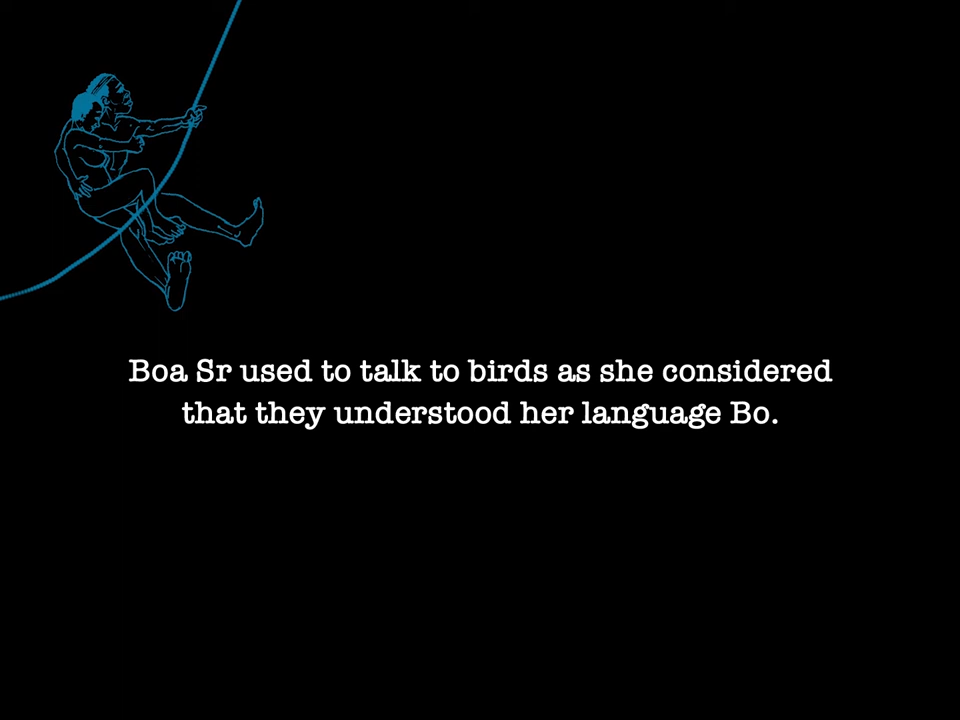 Boa Sr used to talk to birds as she considered
that they understood her language Bo.